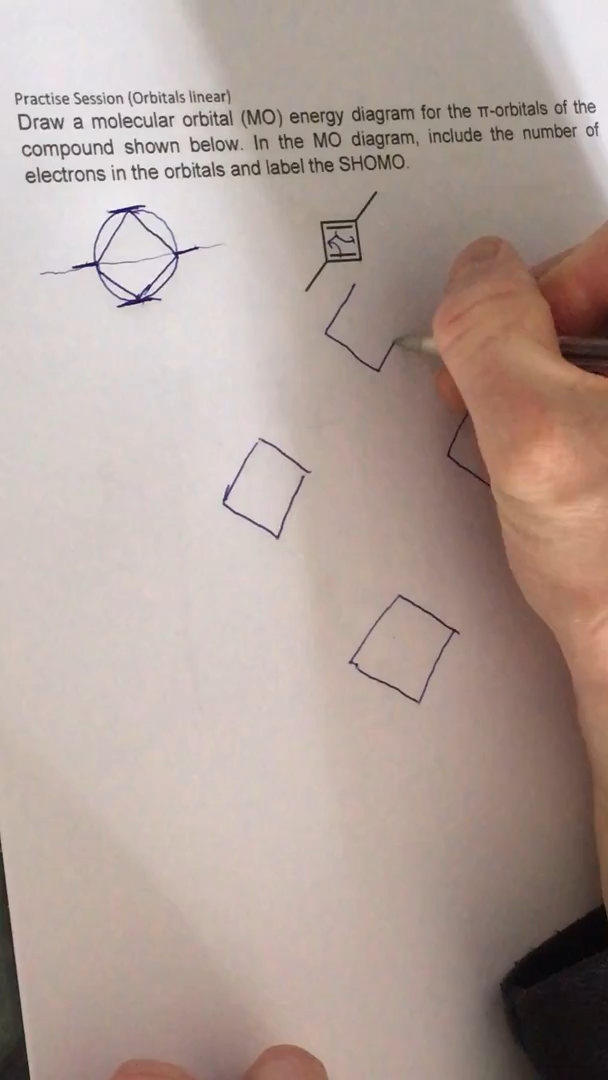 Practise Session (Orbitals linear)
Draw a molecular orbital (MO) energy diagram for the π-orbitals of the
compound shown below. In the MO diagram, include the number of
electrons in the orbitals and label the SHOMO.